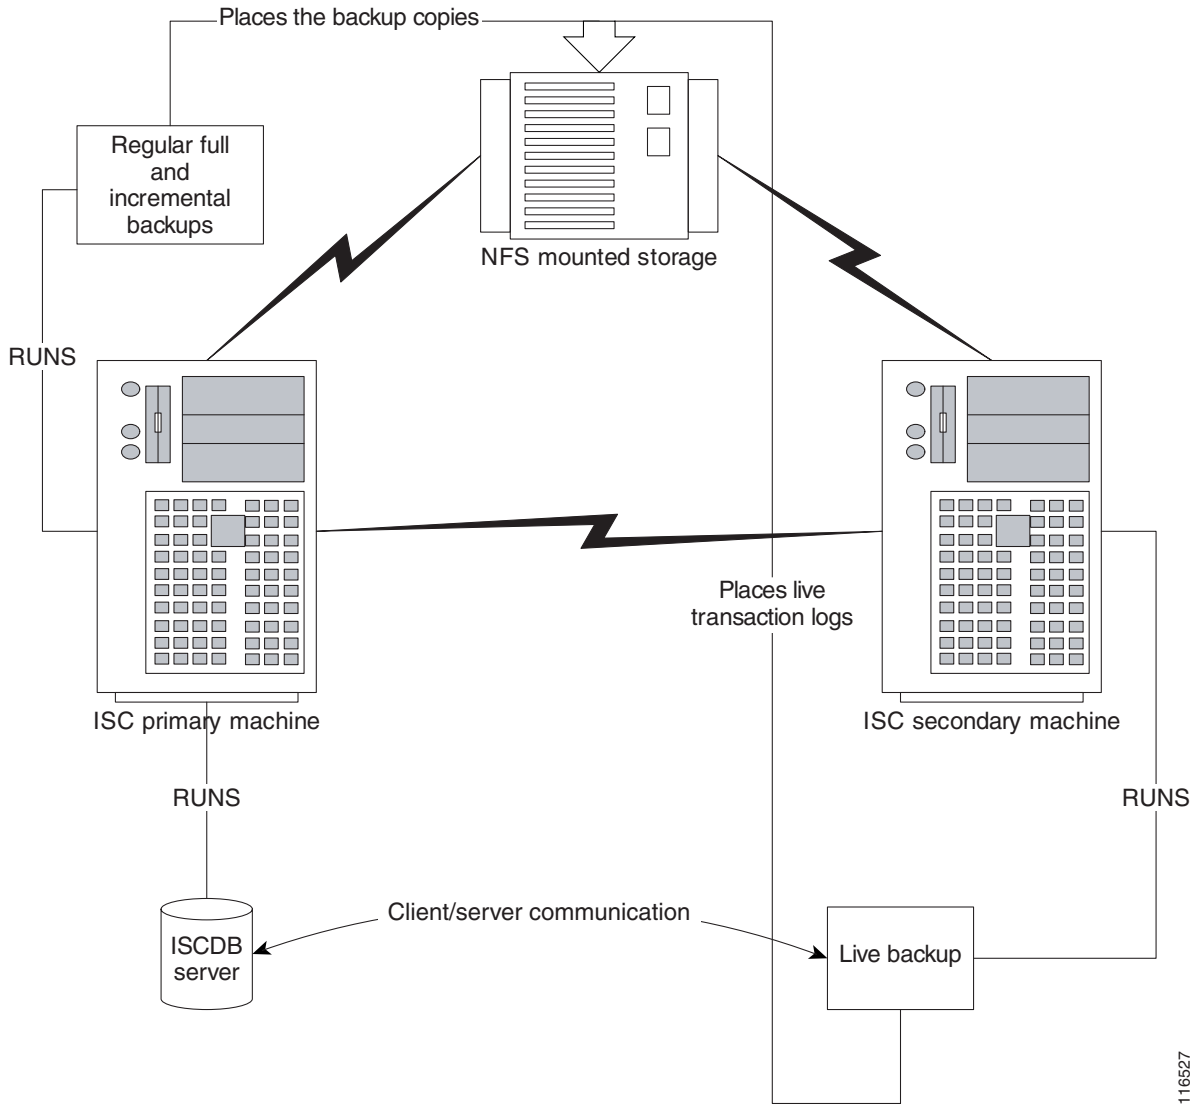 Places the backup copies
Regular full
and
incremental
backups
NFS mounted storage
RUNS
Places live
transaction logs
ISC primary machine
ISC secondary machine
RUNS
RUNS
Client/server communication
ISCDB
server
Live backup
116527